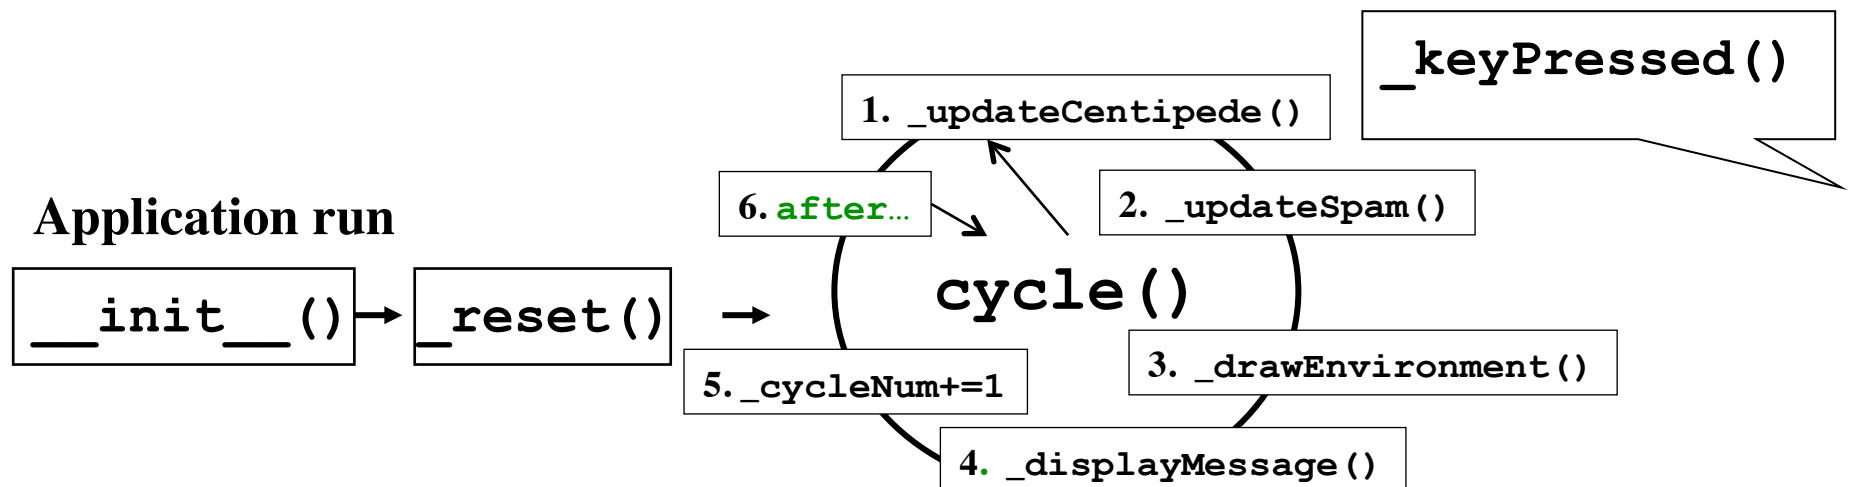 Application run
__init__()
_reset()
cycle()
1. _updateCentipede()
2. _updateSpam()
3. _drawEnvironment()
4. _displayMessage()
5. _cycleNum+=1
6. after…
_keyPressed()